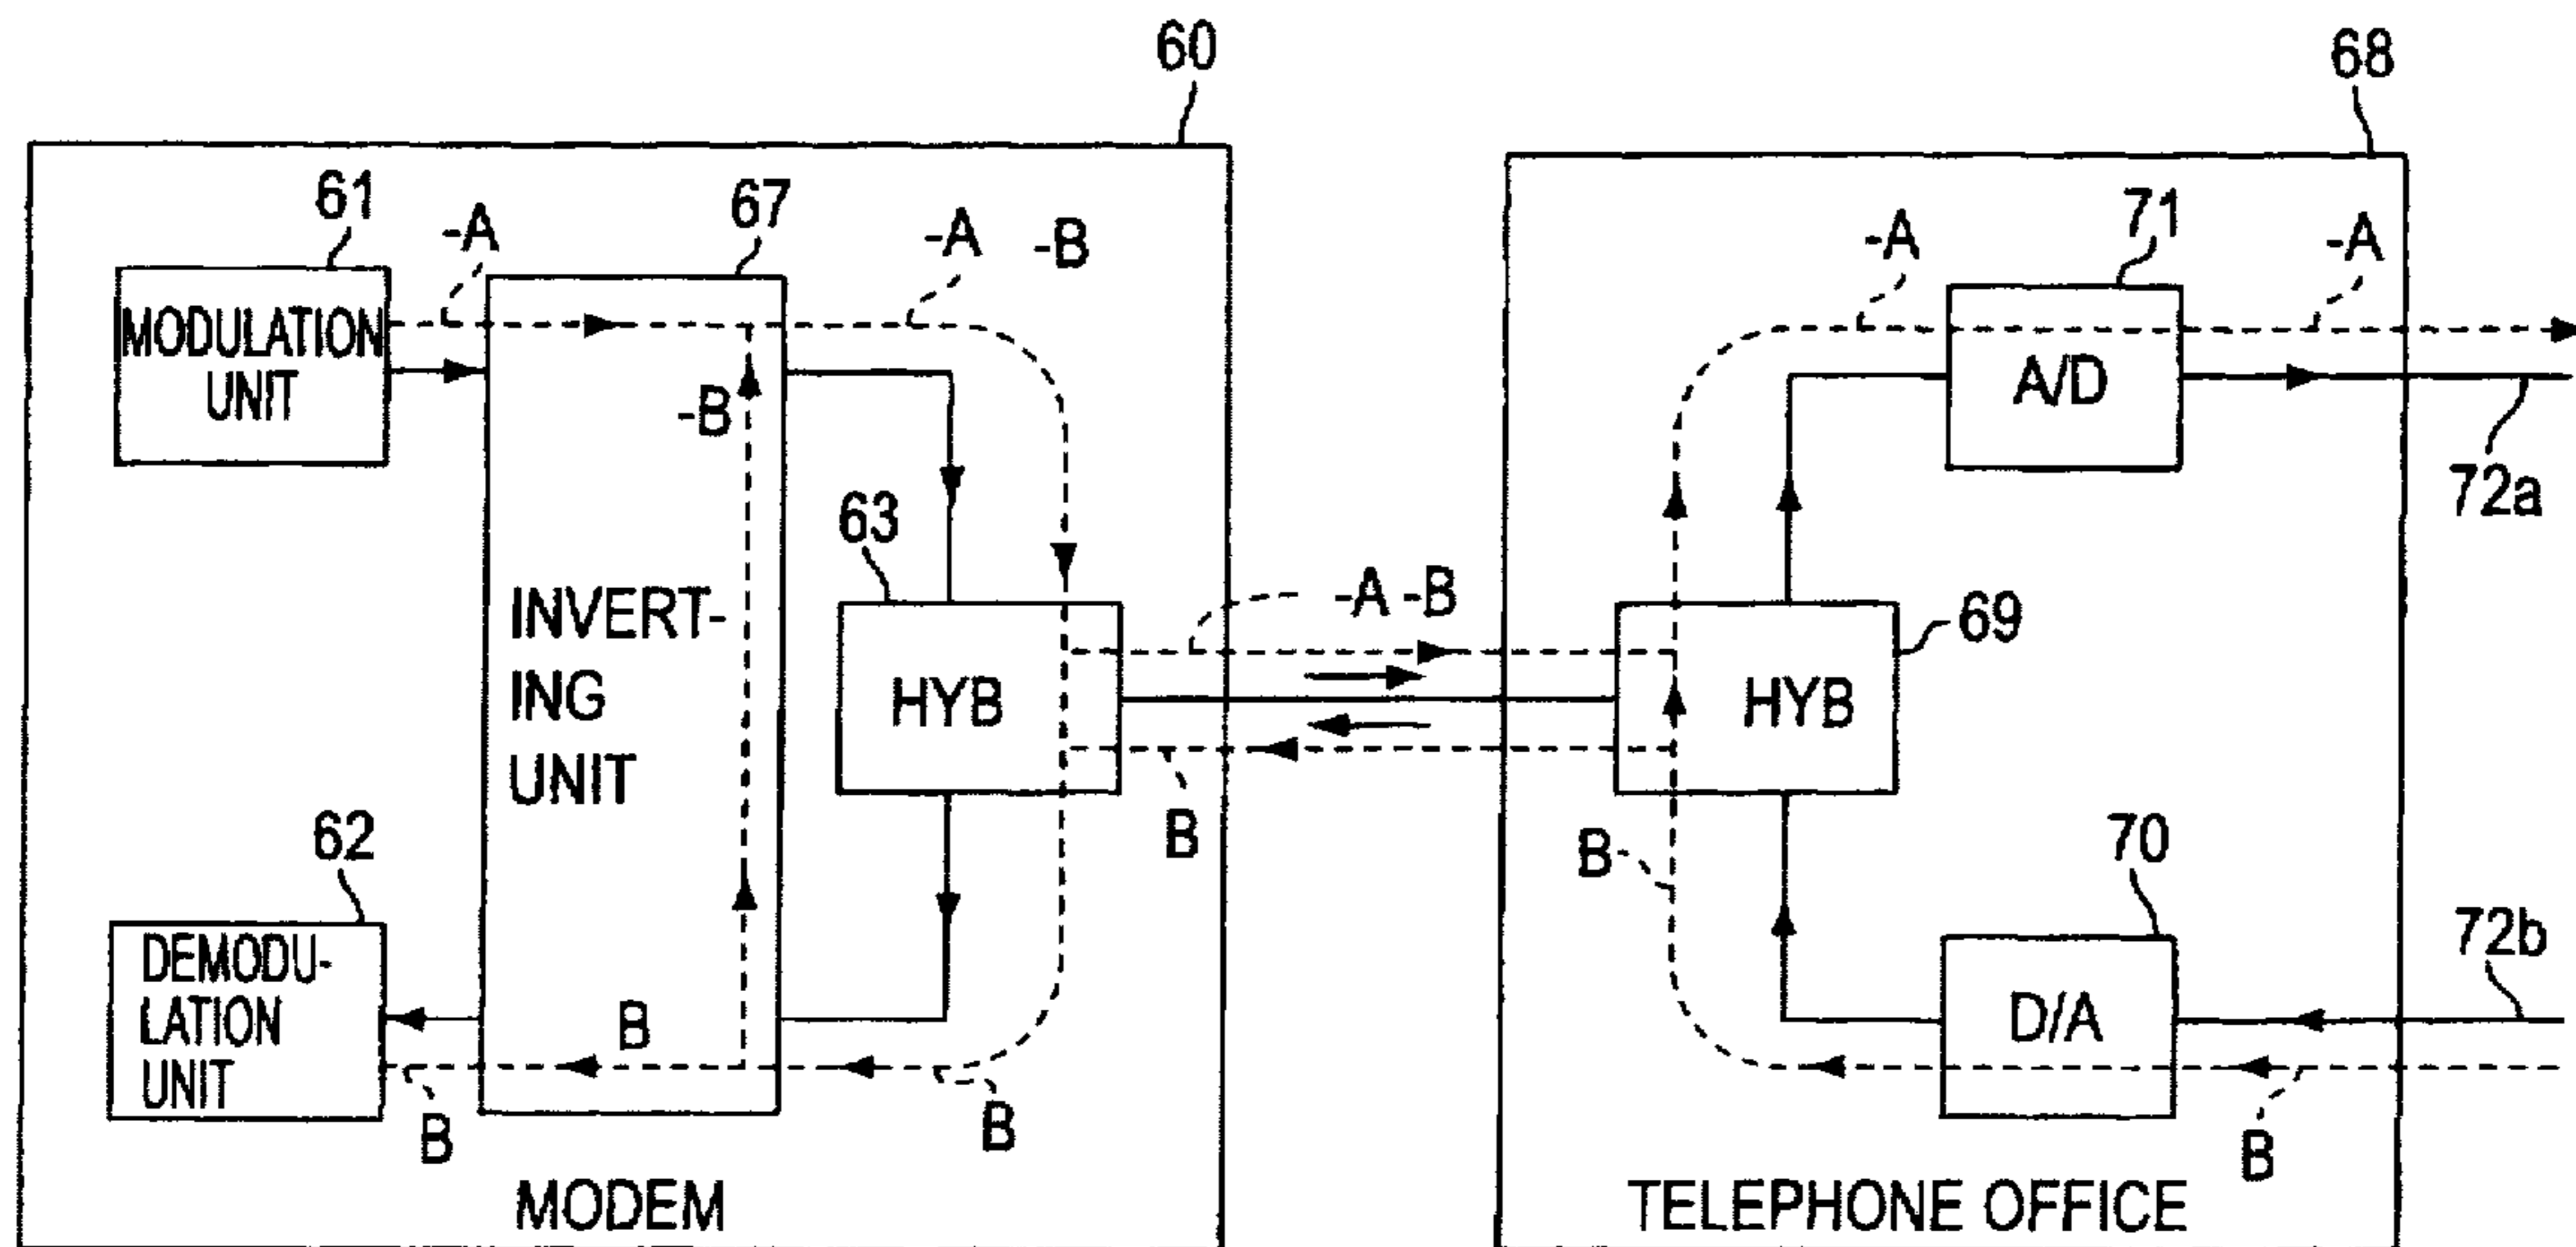 60
68
61
-A
67
-A
-B
-A
71
-A
MODULATION
UNIT
A/D
-B
72a
63
INVERT-
ING
UNIT
-A -B
69
HYB
HYB
B
B
62
70
72b
DEMODU-
LATION
UNIT
B
D/A
B
B
B
MODEM
TELEPHONE OFFICE